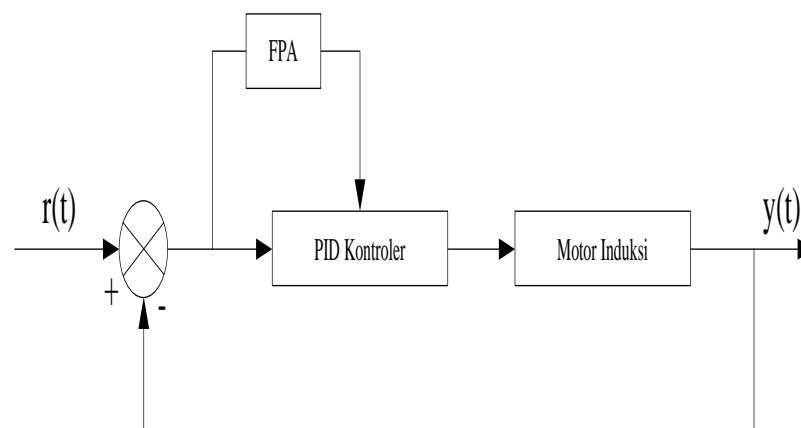 FPA
r(t)
y(t)
PID Kontroler
Motor Induksi
+
-